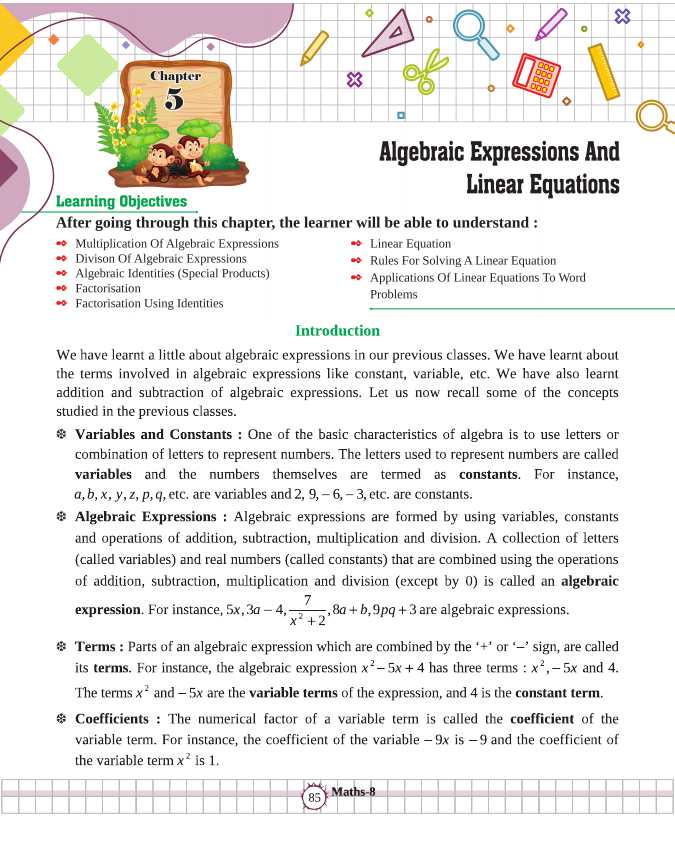 Chapter
5
Algebraic Expressions And
Linear Equations
Learning Objectives
After going through this chapter, the learner will be able to understand :
Multiplication Of Algebraic Expressions
Divison Of Algebraic Expressions
Algebraic Identities (Special Products)
Factorisation
Factorisation Using Identities
Linear Equation
Rules For Solving A Linear Equation
Applications Of Linear Equations To Word
Problems
Introduction
We have learnt a little about algebraic expressions in our previous classes. We have learnt about
the terms involved in algebraic expressions like constant, variable, etc. We have also learnt
addition and subtraction of algebraic expressions. Let us now recall some of the concepts
studied in the previous classes.
❆ Variables and Constants : One of the basic characteristics of algebra is to use letters or
combination of letters to represent numbers. The letters used to represent numbers are called
variables and the numbers themselves are termed as constants. For instance,
a, b, x, y, z, p, q, etc. are variables and 2, 9, – 6, – 3, etc. are constants.
❆ Algebraic Expressions : Algebraic expressions are formed by using variables, constants
and operations of addition, subtraction, multiplication and division. A collection of letters
(called variables) and real numbers (called constants) that are combined using the operations
of addition, subtraction, multiplication and division (except by 0) is called an algebraic
expression. For instance, 5x, 3a – 4, 7/(x² + 2), 8a + b, 9pq + 3 are algebraic expressions.
❆ Terms : Parts of an algebraic expression which are combined by the ‘+’ or ‘–’ sign, are called
its terms. For instance, the algebraic expression x² – 5x + 4 has three terms : x², – 5x and 4.
The terms x² and – 5x are the variable terms of the expression, and 4 is the constant term.
❆ Coefficients : The numerical factor of a variable term is called the coefficient of the
variable term. For instance, the coefficient of the variable – 9x is – 9 and the coefficient of
the variable term x² is 1.
85 Maths-8